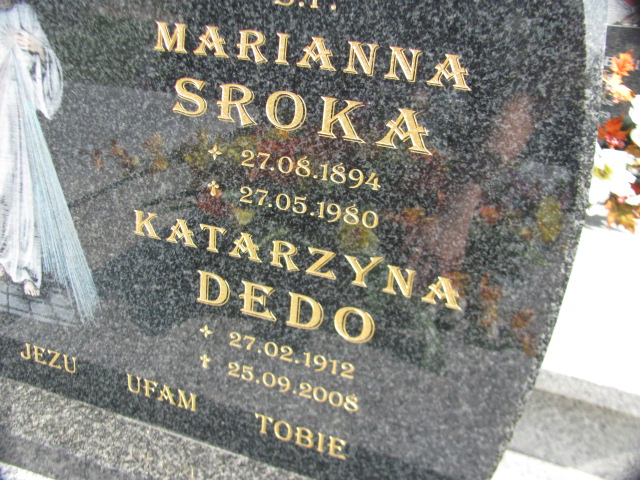 Ś.P.
MARIANNA
SROKA
27.08.1894
27.05.1980
KATARZYNA
DEDO
27.02.1912
25.09.2008
JEZU UFAM TOBIE